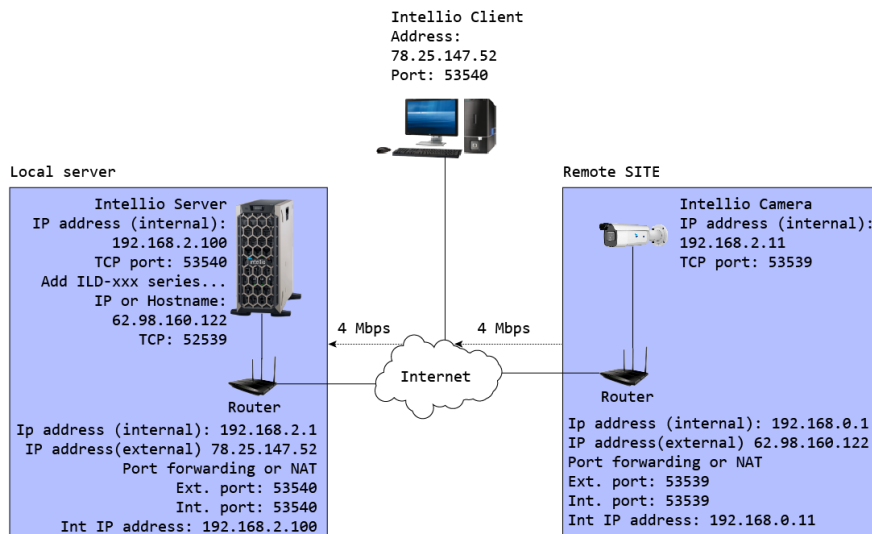 Intellio Client
Address:
78.25.147.52
Port: 53540
Local server
Intellio Server
IP address (internal):
192.168.2.100
TCP port: 53540
Add ILD-xxx series...
IP or Hostname:
62.98.160.122
TCP: 52539
Router
Ip address (internal): 192.168.2.1
IP address(external) 78.25.147.52
Port forwarding or NAT
Ext. port: 53540
Int. port: 53540
Int IP address: 192.168.2.100
4 Mbps
Internet
4 Mbps
Remote SITE
Intellio Camera
IP address (internal):
192.168.2.11
TCP port: 53539
Router
Ip address (internal): 192.168.0.1
IP address(external) 62.98.160.122
Port forwarding or NAT
Ext. port: 53539
Int. port: 53539
Int IP address: 192.168.0.11